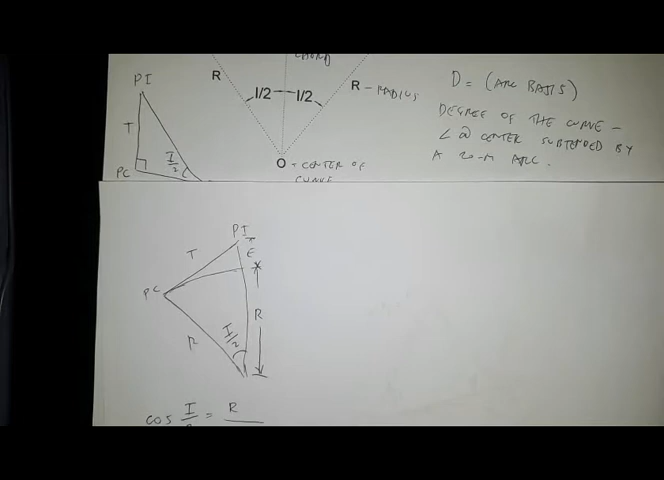 CHORD
PI
R
I/2
I/2
R - RADIUS
D = (ARC BASIS)
T
DEGREE OF THE CURVE -
∠ @ CENTER SUBTENDED BY
A 20-M ARC.
I/2
PC
O - CENTER OF
CURVE
PI
T
E
PC
R
R
I/2
cos I/2 = R